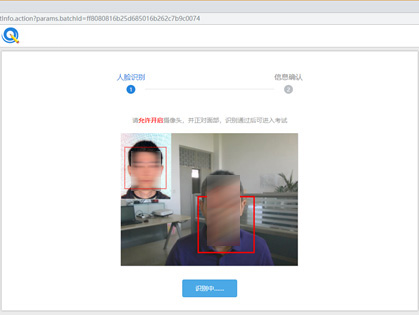 tInfo.action?params.batchId=ff8080816b25d685016b262c7b9c0074
人脸识别
信息确认
1
2
请允许开启摄像头，并正对面部，识别通过后可进入考试
识别中......